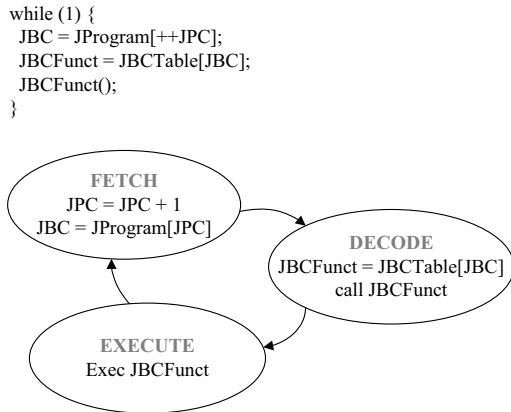 while (1) {
JBC = JProgram[++JPC];
JBCFunct = JBCTable[JBC];
JBCFunct();
}
FETCH
JPC = JPC + 1
JBC = JProgram[JPC]
DECODE
JBCFunct = JBCTable[JBC]
call JBCFunct
EXECUTE
Exec JBCFunct